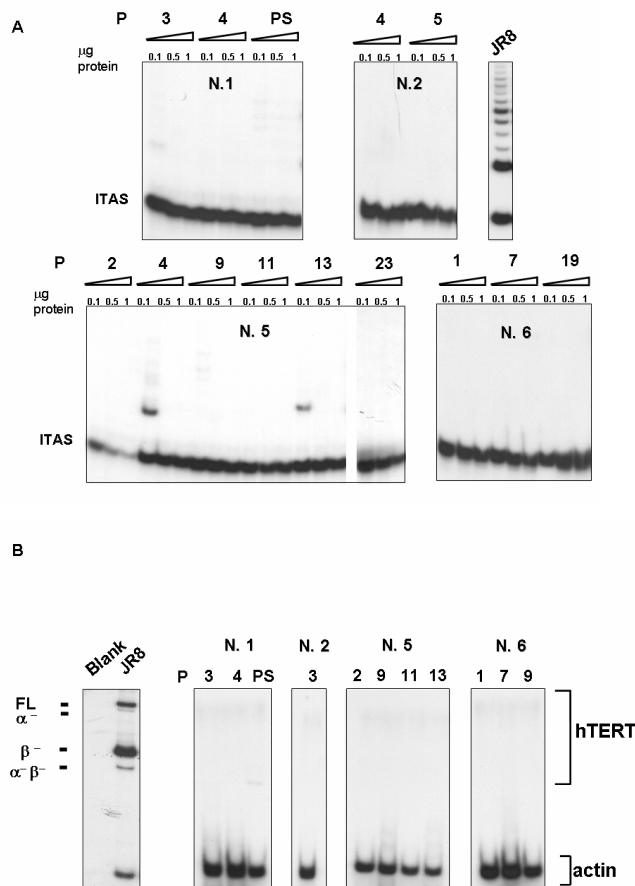 A
P 3 4 PS 4 5 JR8
µg protein
0.1 0.5 1 0.1 0.5 1 0.1 0.5 1 0.1 0.5 1 0.1 0.5 1
N.1 N.2
ITAS
P 2 4 9 11 13 23 1 7 19
µg protein
0.1 0.5 1 0.1 0.5 1 0.1 0.5 1 0.1 0.5 1 0.1 0.5 1 0.1 0.5 1 0.1 0.5 1 0.1 0.5 1 0.1 0.5 1
N. 5 N. 6
ITAS
B
Blank JR8
N. 1 N. 2 N. 5 N. 6
P 3 4 PS 3 2 9 11 13 1 7 9
FL
α⁻
β⁻
α⁻β⁻
hTERT
actin